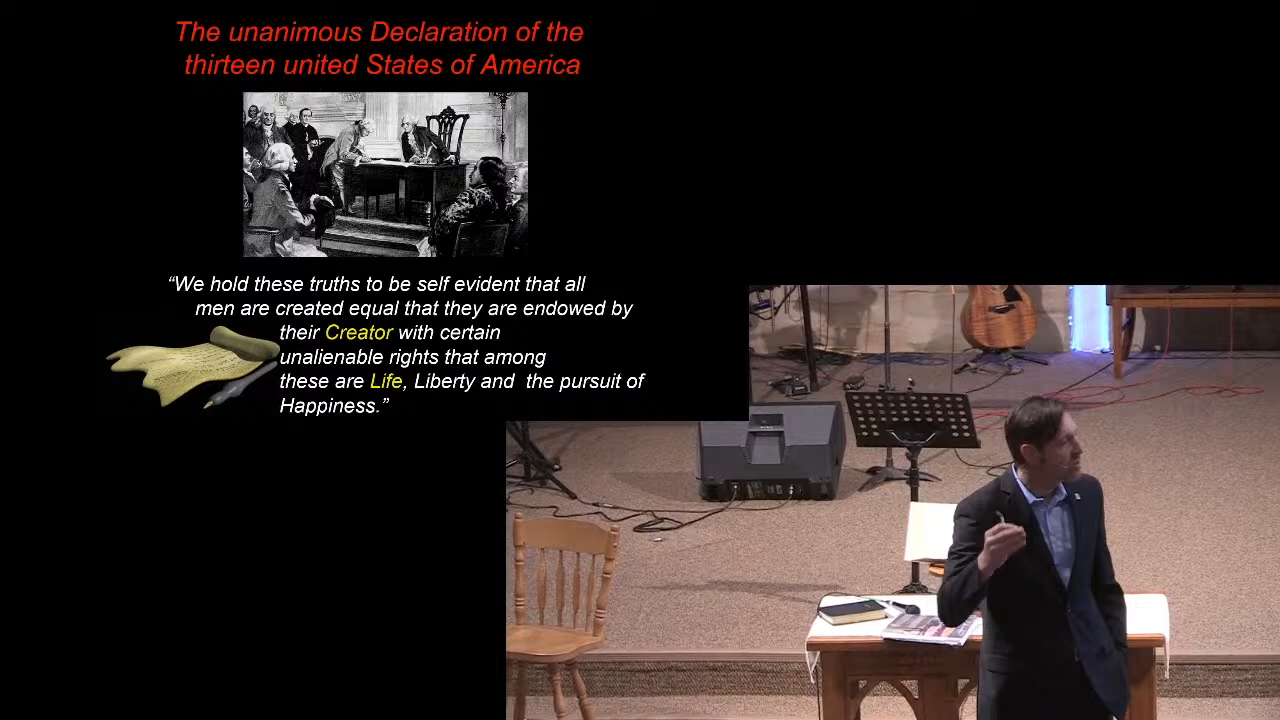 The unanimous Declaration of the
thirteen united States of America
“We hold these truths to be self evident that all
men are created equal that they are endowed by
their Creator with certain
unalienable rights that among
these are Life, Liberty and  the pursuit of
Happiness.”